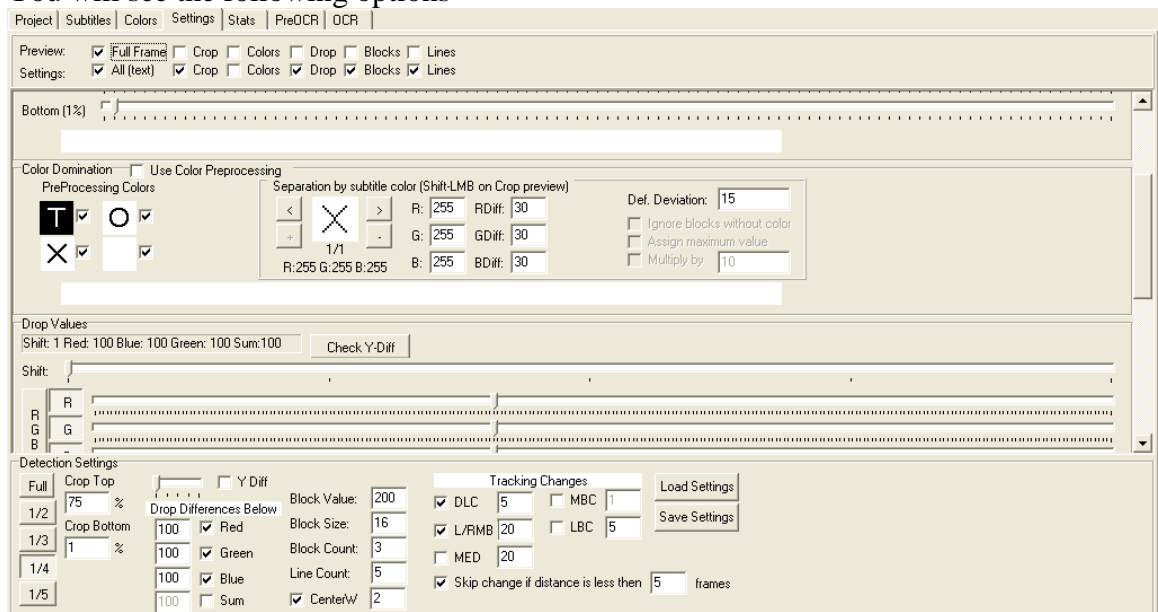 You will see the following options
Project Subtitles Colors Settings Stats PreOCR OCR
Preview: Full Frame Crop Colors Drop Blocks Lines
Settings: All (text) Crop Colors Drop Blocks Lines
Bottom (1%)
Color Domination Use Color Preprocessing
PreProcessing Colors
T O
X
Separation by subtitle color (Shift-LMB on Crop preview)
< X > R: 255 RDiff: 30
+ - G: 255 GDiff: 30
1/1
R:255 G:255 B:255 B: 255 BDiff: 30
Def. Deviation: 15
Ignore blocks without color
Assign maximum value
Multiply by 10
Drop Values
Shift: 1 Red: 100 Blue: 100 Green: 100 Sum:100 Check Y-Diff
Shift:
R G B
R
G
Detection Settings
Full
1/2
1/3
1/4
1/5
Crop Top
75 %
Crop Bottom
1 %
Y Diff
Drop Differences Below
100 Red
100 Green
100 Blue
100 Sum
Block Value: 200
Block Size: 16
Block Count: 3
Line Count: 5
CenterW 2
Tracking Changes
DLC 5 MBC 1
L/RMB 20 LBC 5
MED 20
Skip change if distance is less then 5 frames
Load Settings
Save Settings